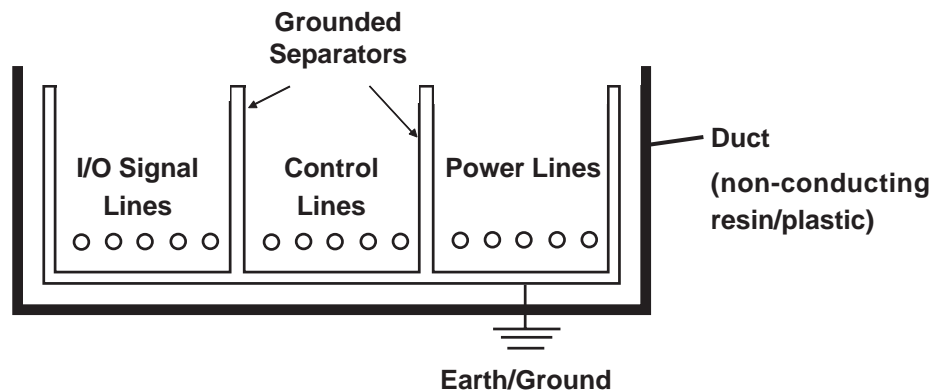 Grounded
Separators
I/O Signal
Lines
Control
Lines
Power Lines
Duct
(non-conducting
resin/plastic)
Earth/Ground